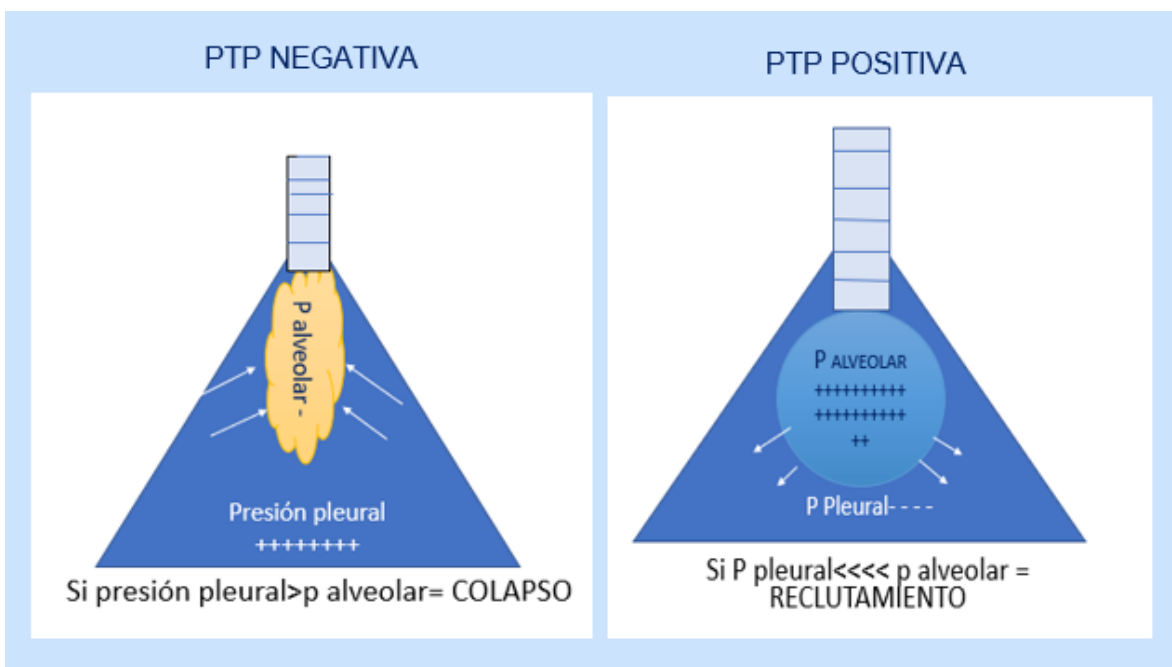 PTP NEGATIVA
P alveolar -
Presión pleural
++++++++
Si presión pleural>p alveolar= COLAPSO
PTP POSITIVA
P ALVEOLAR
++++++++++
++++++++++
++
P Pleural- - - -
Si P pleural<<<< p alveolar =
RECLUTAMIENTO